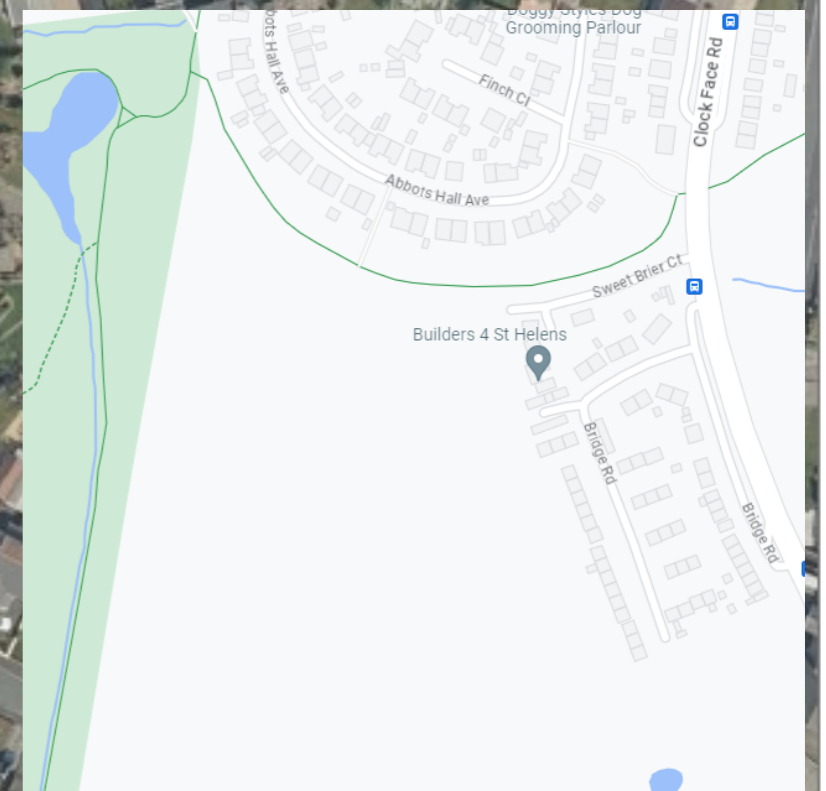 Doggy Styles Dog
Grooming Parlour
bots Hall Ave
Finch Cl
Clock Face Rd
Abbots Hall Ave
Sweet Brier Ct
Builders 4 St Helens
Bridge Rd
Bridge Rd